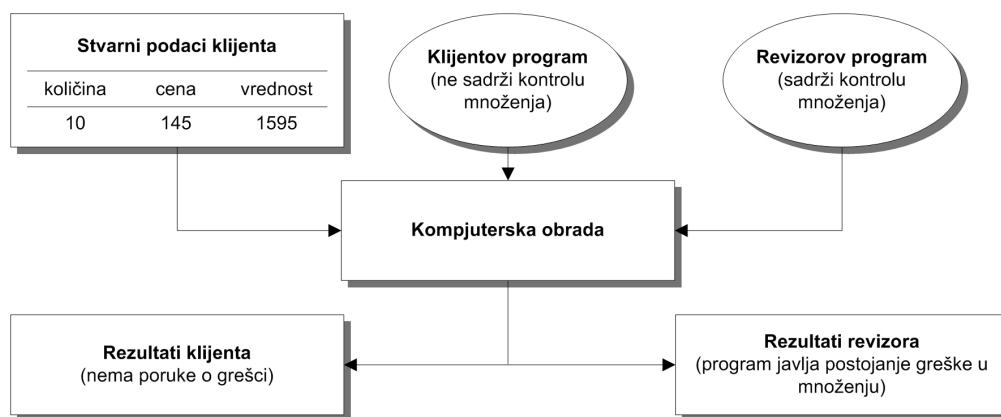 Stvarni podaci klijenta
količina cena vrednost
10 145 1595
Klijentov program
(ne sadrži kontrolu
množenja)
Revizorov program
(sadrži kontrolu
množenja)
Kompjuterska obrada
Rezultati klijenta
(nema poruke o grešci)
Rezultati revizora
(program javlja postojanje greške u
množenju)